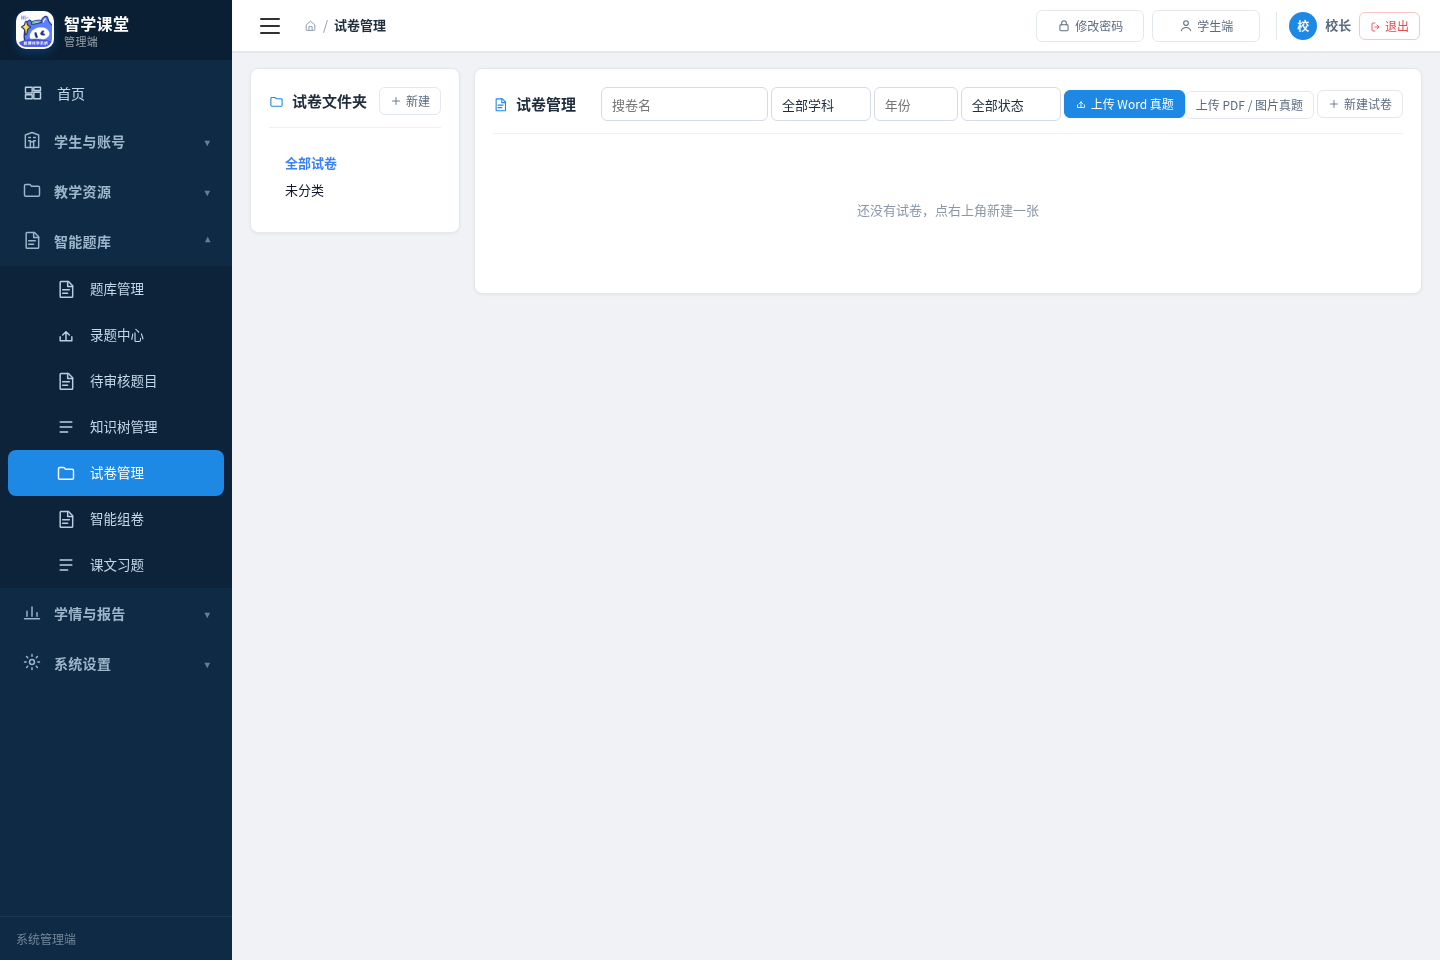 智学课堂
管理端
首页
学生与账号
教学资源
智能题库
题库管理
录题中心
待审核题目
知识树管理
试卷管理
智能组卷
课文习题
学情与报告
系统设置
系统管理端
/ 试卷管理
修改密码
学生端
校 校长
退出
试卷文件夹
新建
全部试卷
未分类
试卷管理
搜卷名
全部学科
年份
全部状态
上传 Word 真题
上传 PDF / 图片真题
新建试卷
还没有试卷，点右上角新建一张